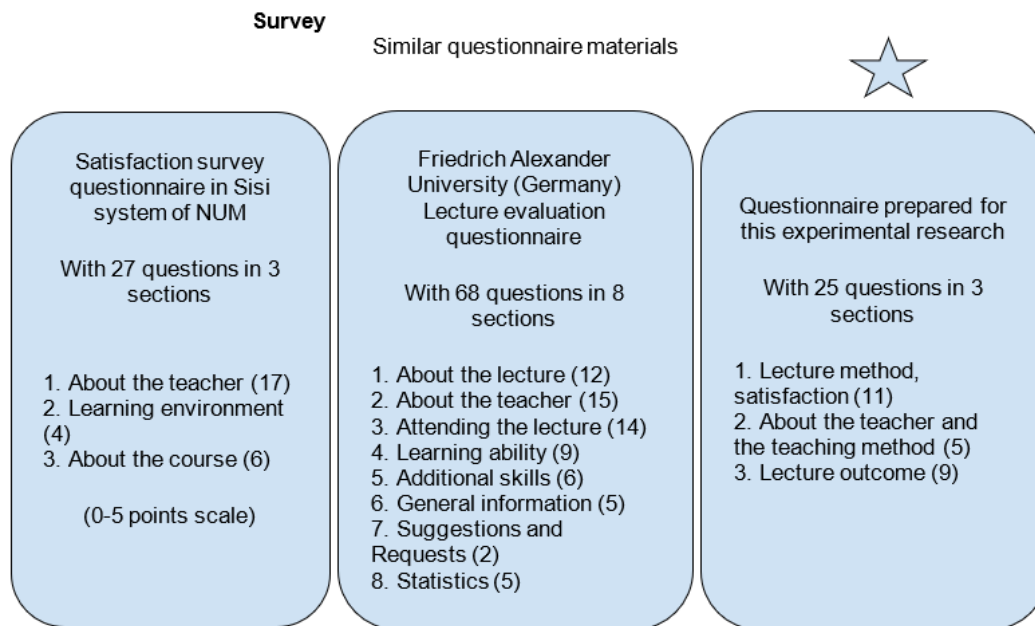 Survey
Similar questionnaire materials
Satisfaction survey
questionnaire in Sisi
system of NUM
With 27 questions in 3
sections
1. About the teacher (17)
2. Learning environment
(4)
3. About the course (6)
(0-5 points scale)
Friedrich Alexander
University (Germany)
Lecture evaluation
questionnaire
With 68 questions in 8
sections
1. About the lecture (12)
2. About the teacher (15)
3. Attending the lecture (14)
4. Learning ability (9)
5. Additional skills (6)
6. General information (5)
7. Suggestions and
Requests (2)
8. Statistics (5)
Questionnaire prepared for
this experimental research
With 25 questions in 3
sections
1. Lecture method,
satisfaction (11)
2. About the teacher and
the teaching method (5)
3. Lecture outcome (9)